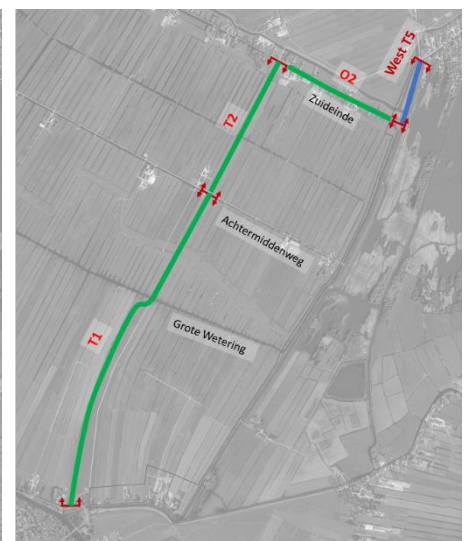 West T5
O2
Zuideinde
T2
Achtermiddenweg
Grote Wetering
T1